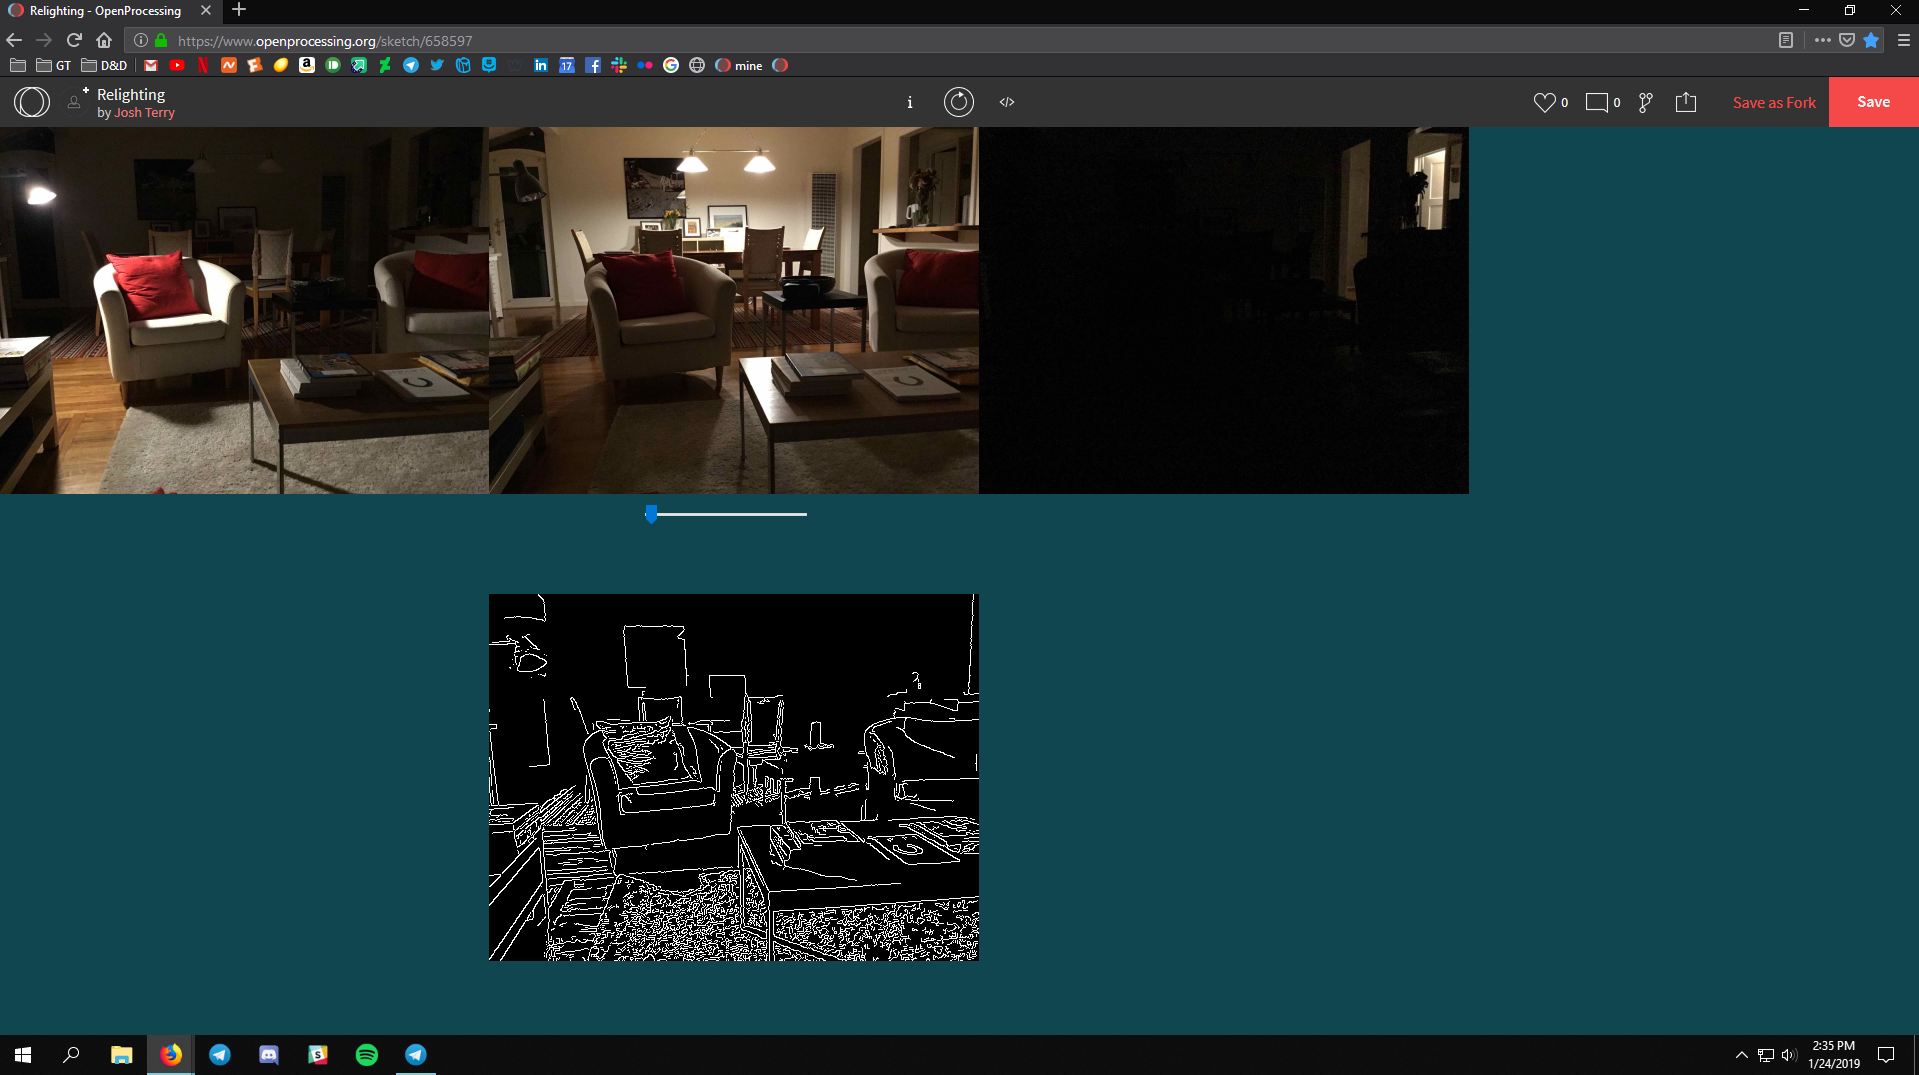 Relighting - OpenProcessing
https://www.openprocessing.org/sketch/658597
GT
D&D
mine
Relighting
by Josh Terry
i
</>
0
0
Save as Fork
Save
2:35 PM
1/24/2019